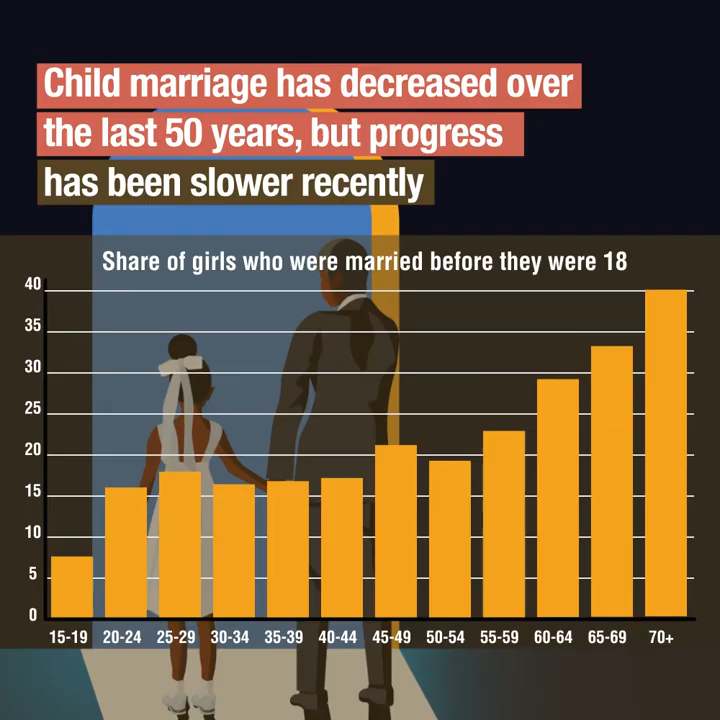 Child marriage has decreased over
the last 50 years, but progress
has been slower recently
Share of girls who were married before they were 18
40
35
30
25
20
15
10
5
0
15-19 20-24 25-29 30-34 35-39 40-44 45-49 50-54 55-59 60-64 65-69 70+